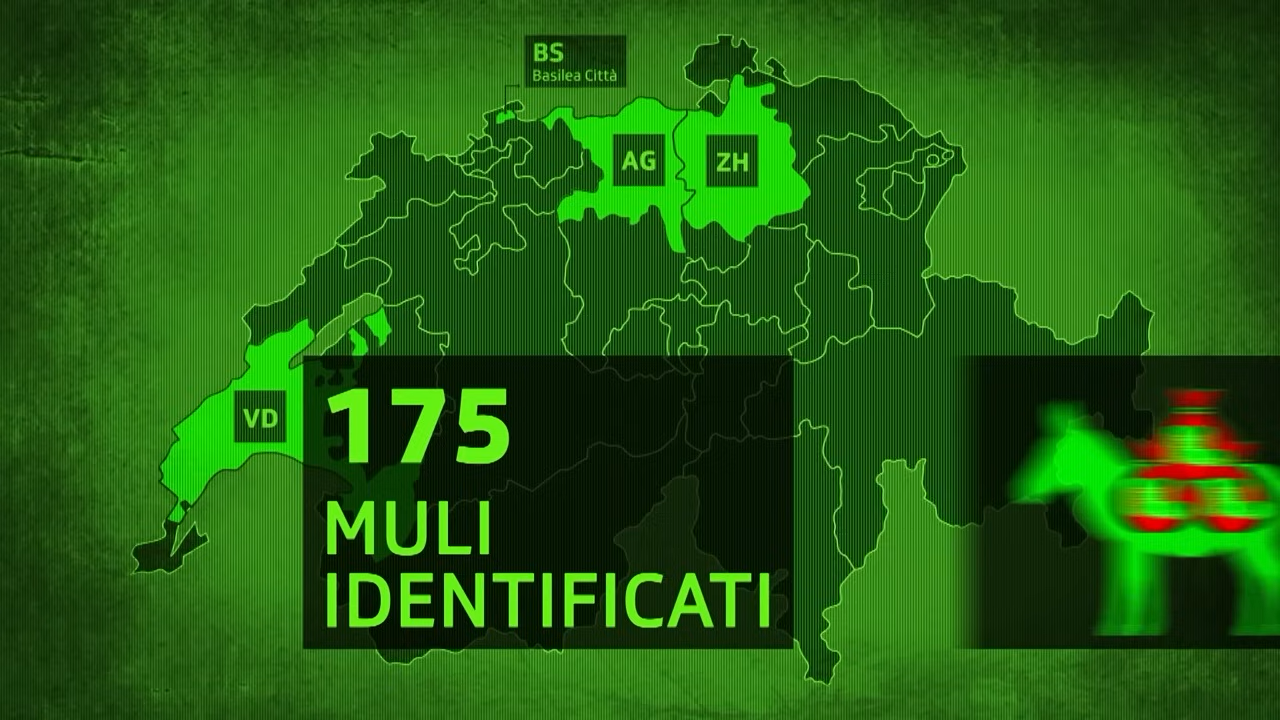 BS
Basilea Città
AG
ZH
VD
175
MULI
IDENTIFICATI